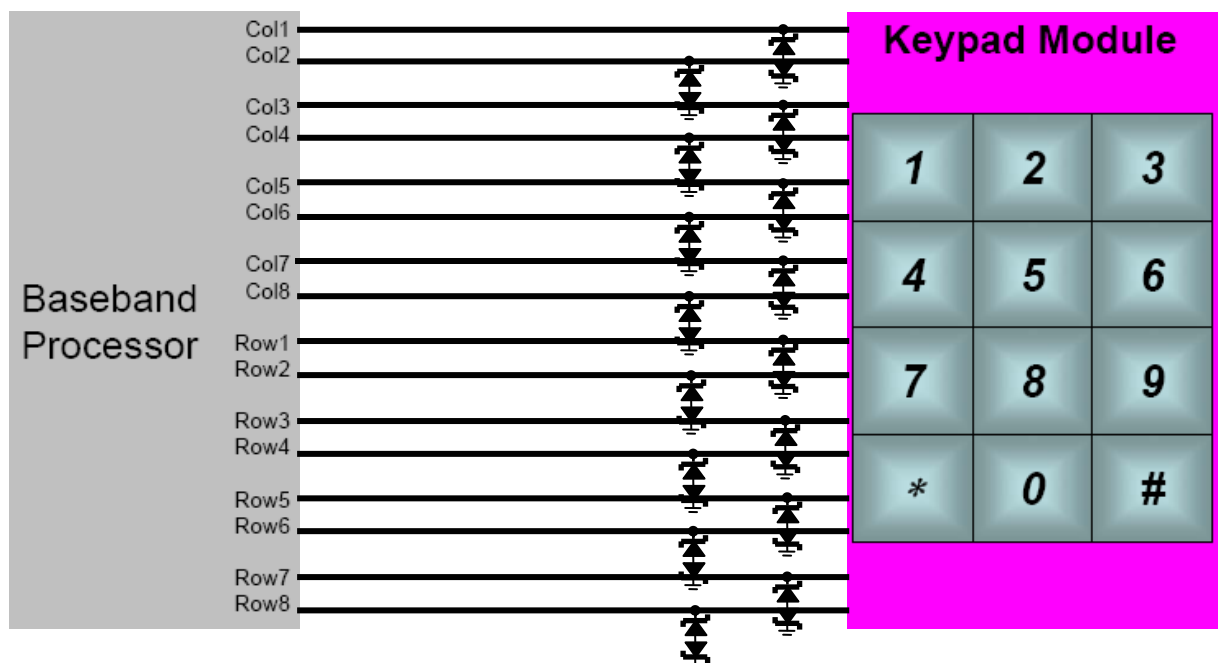 Col1
Col2
Col3
Col4
Col5
Col6
Col7
Col8
Row1
Row2
Row3
Row4
Row5
Row6
Row7
Row8
Baseband
Processor
Keypad Module
1 2 3
4 5 6
7 8 9
* 0 #